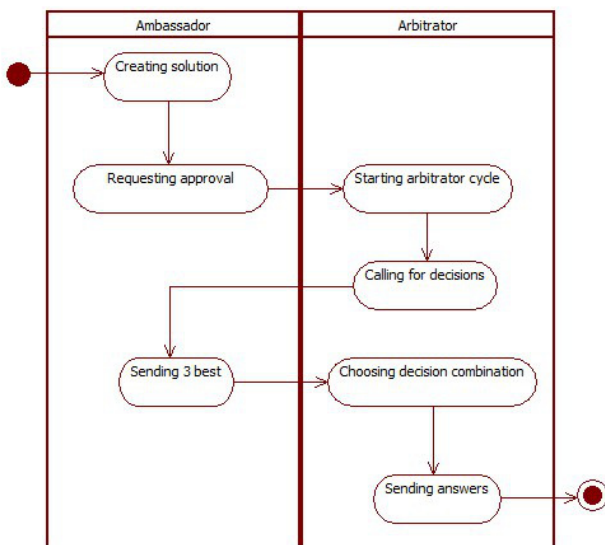 Ambassador
Arbitrator
Creating solution
Requesting approval
Starting arbitrator cycle
Calling for decisions
Sending 3 best
Choosing decision combination
Sending answers